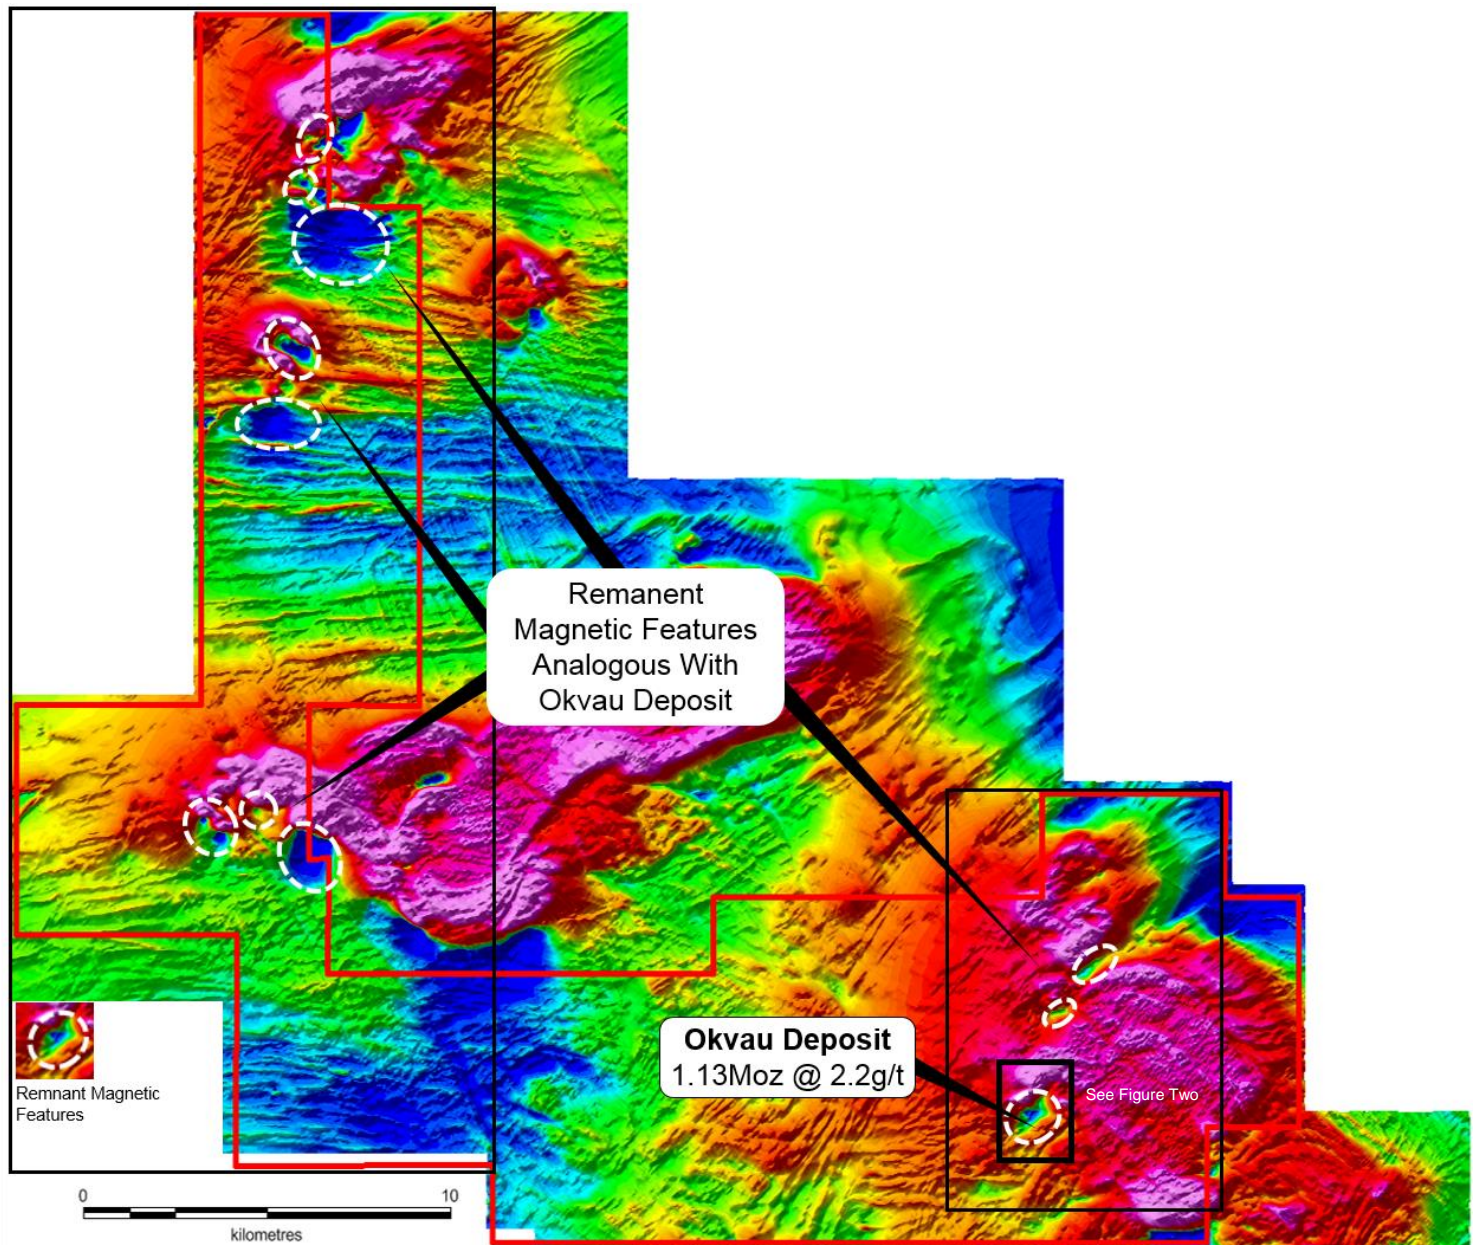 Remanent
Magnetic Features
Analogous With
Okvau Deposit
Okvau Deposit
1.13Moz @ 2.2g/t
See Figure Two
Remnant Magnetic
Features
0 10
kilometres